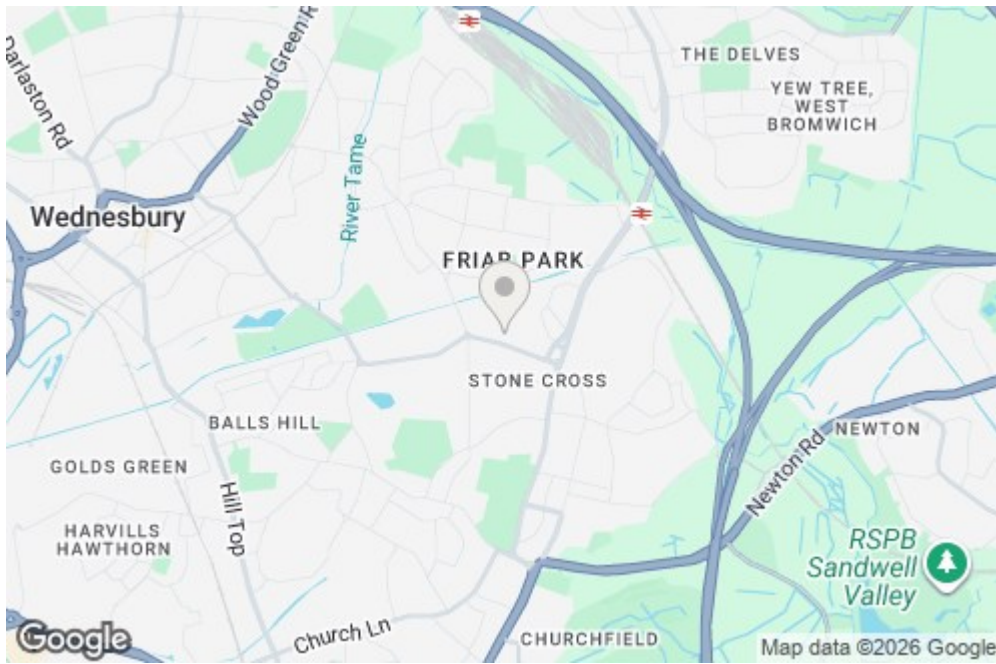 Darlaston Rd
Wood Green R
THE DELVES
YEW TREE,
WEST
BROMWICH
River Tame
Wednesbury
FRIAR PARK
STONE CROSS
BALLS HILL
NEWTON
Newton Rd
GOLDS GREEN
Hill Top
HARVILLS
HAWTHORN
RSPB
Sandwell
Valley
Church Ln
CHURCHFIELD
Google
Map data ©2026 Google